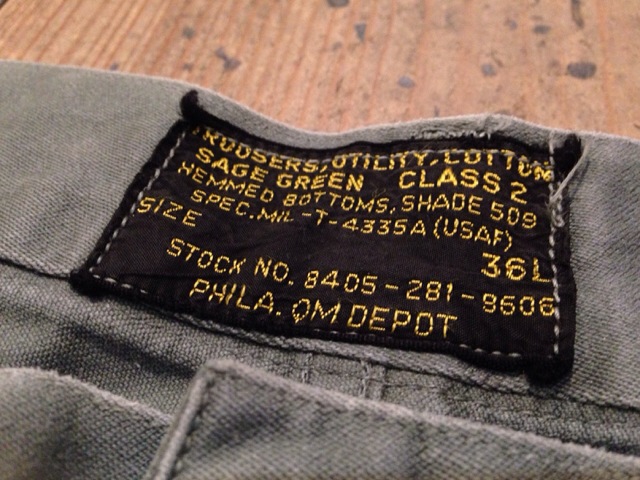 TROUSERS, UTILITY, COTTON
SAGE GREEN CLASS 2
HEMMED BOTTOMS, SHADE 509
SPEC. MIL-T-4335A (USAF)
SIZE 36L
STOCK NO. 8405-281-9606
PHILA. QM DEPOT